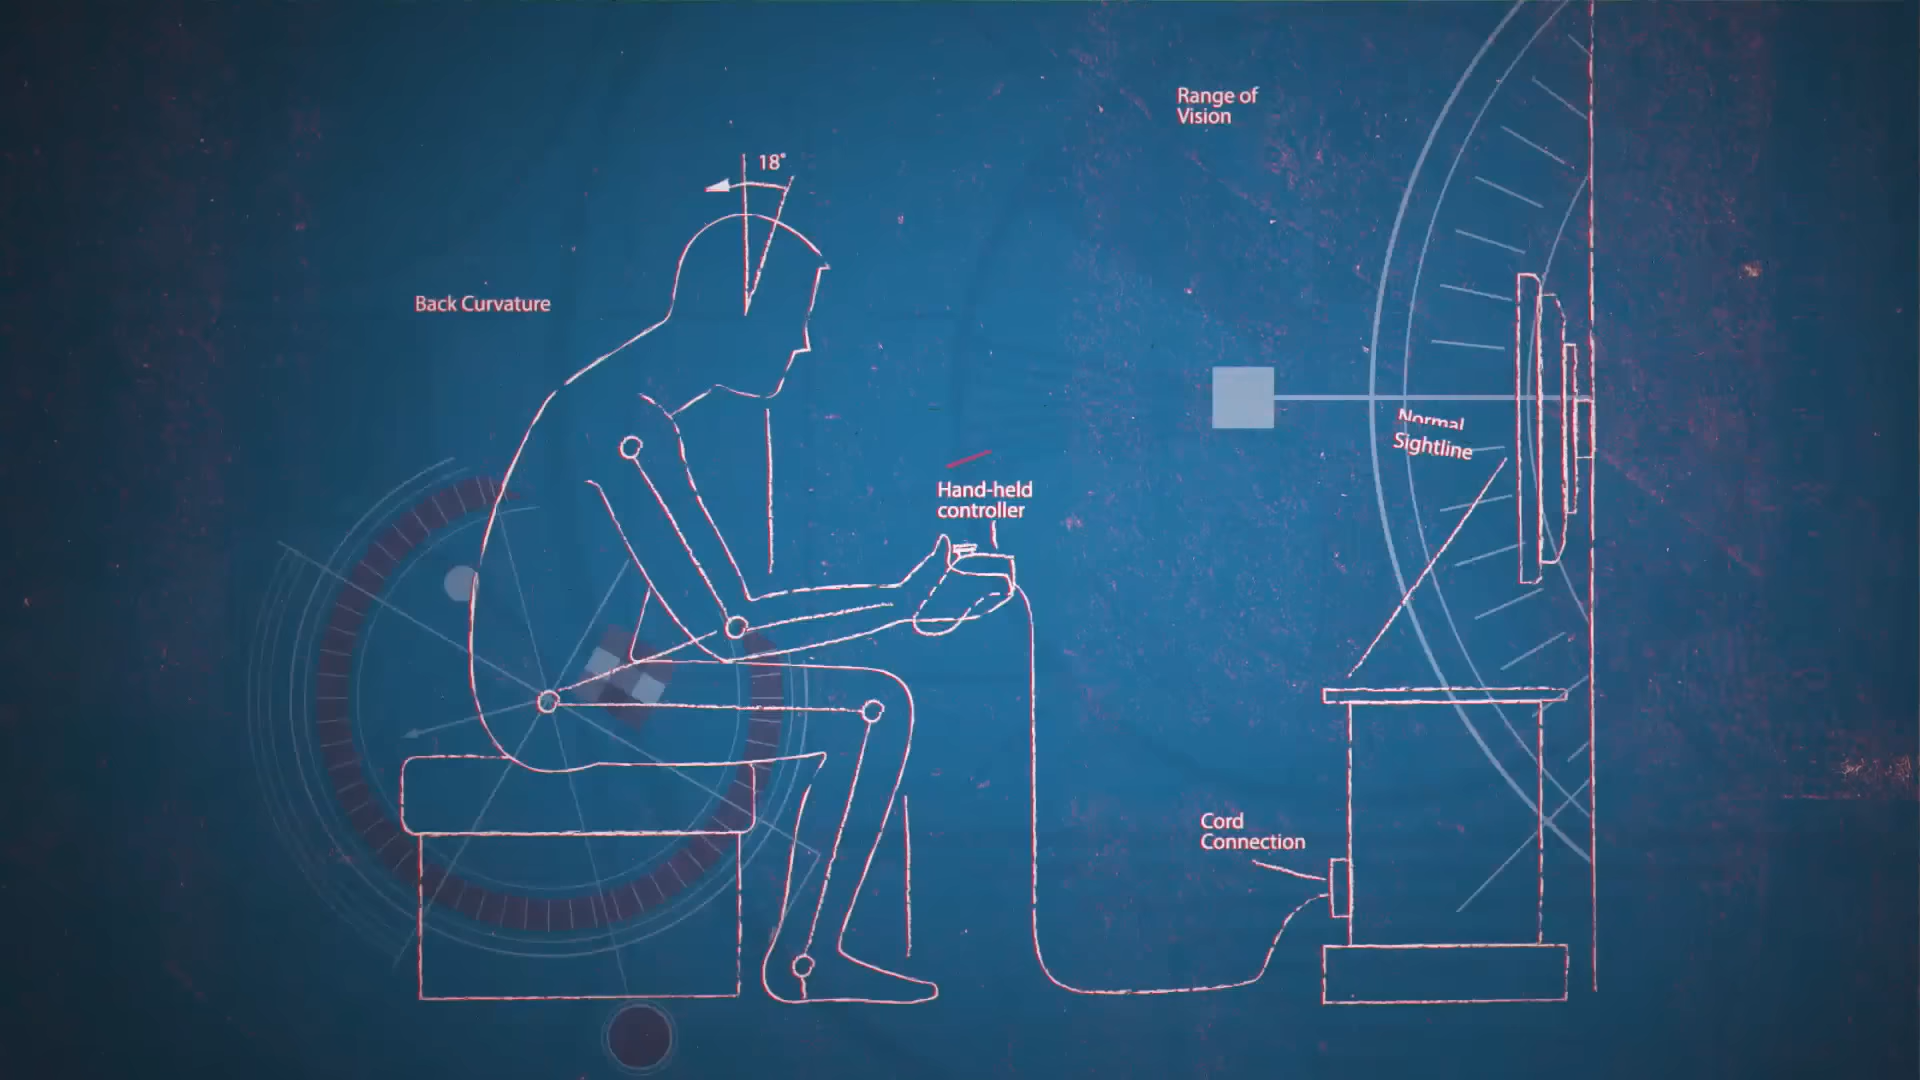 Range of
Vision
18°
Back Curvature
Normal
Sightline
Hand-held
controller
Cord
Connection